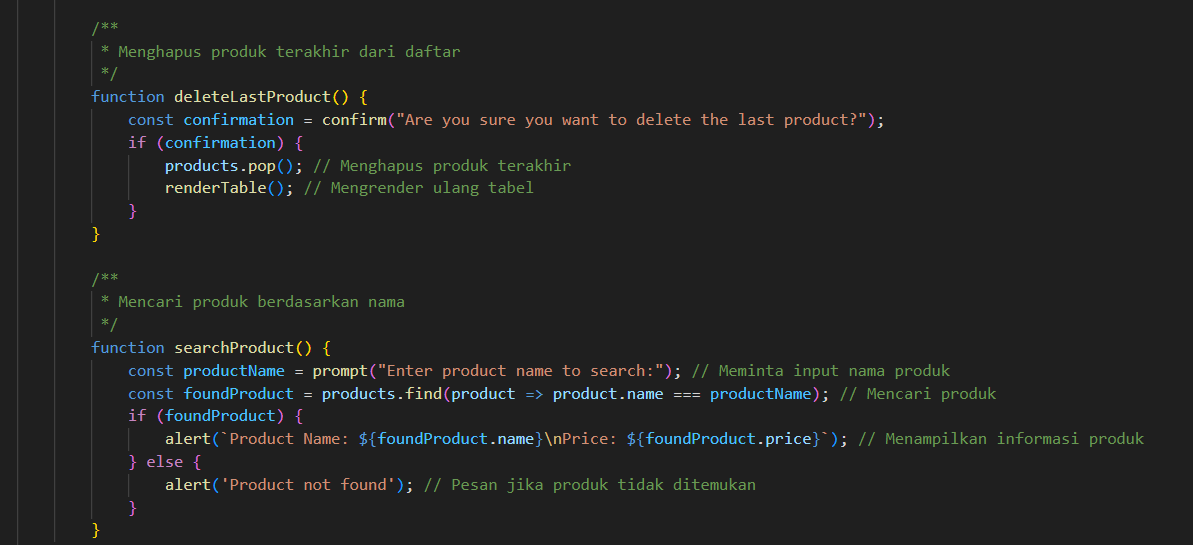 /**
* Menghapus produk terakhir dari daftar
*/
function deleteLastProduct() {
const confirmation = confirm("Are you sure you want to delete the last product?");
if (confirmation) {
products.pop(); // Menghapus produk terakhir
renderTable(); // Mengrender ulang tabel
}
}
/**
* Mencari produk berdasarkan nama
*/
function searchProduct() {
const productName = prompt("Enter product name to search:"); // Meminta input nama produk
const foundProduct = products.find(product => product.name === productName); // Mencari produk
if (foundProduct) {
alert(`Product Name: ${foundProduct.name}\nPrice: ${foundProduct.price}`); // Menampilkan informasi produk
} else {
alert('Product not found'); // Pesan jika produk tidak ditemukan
}
}